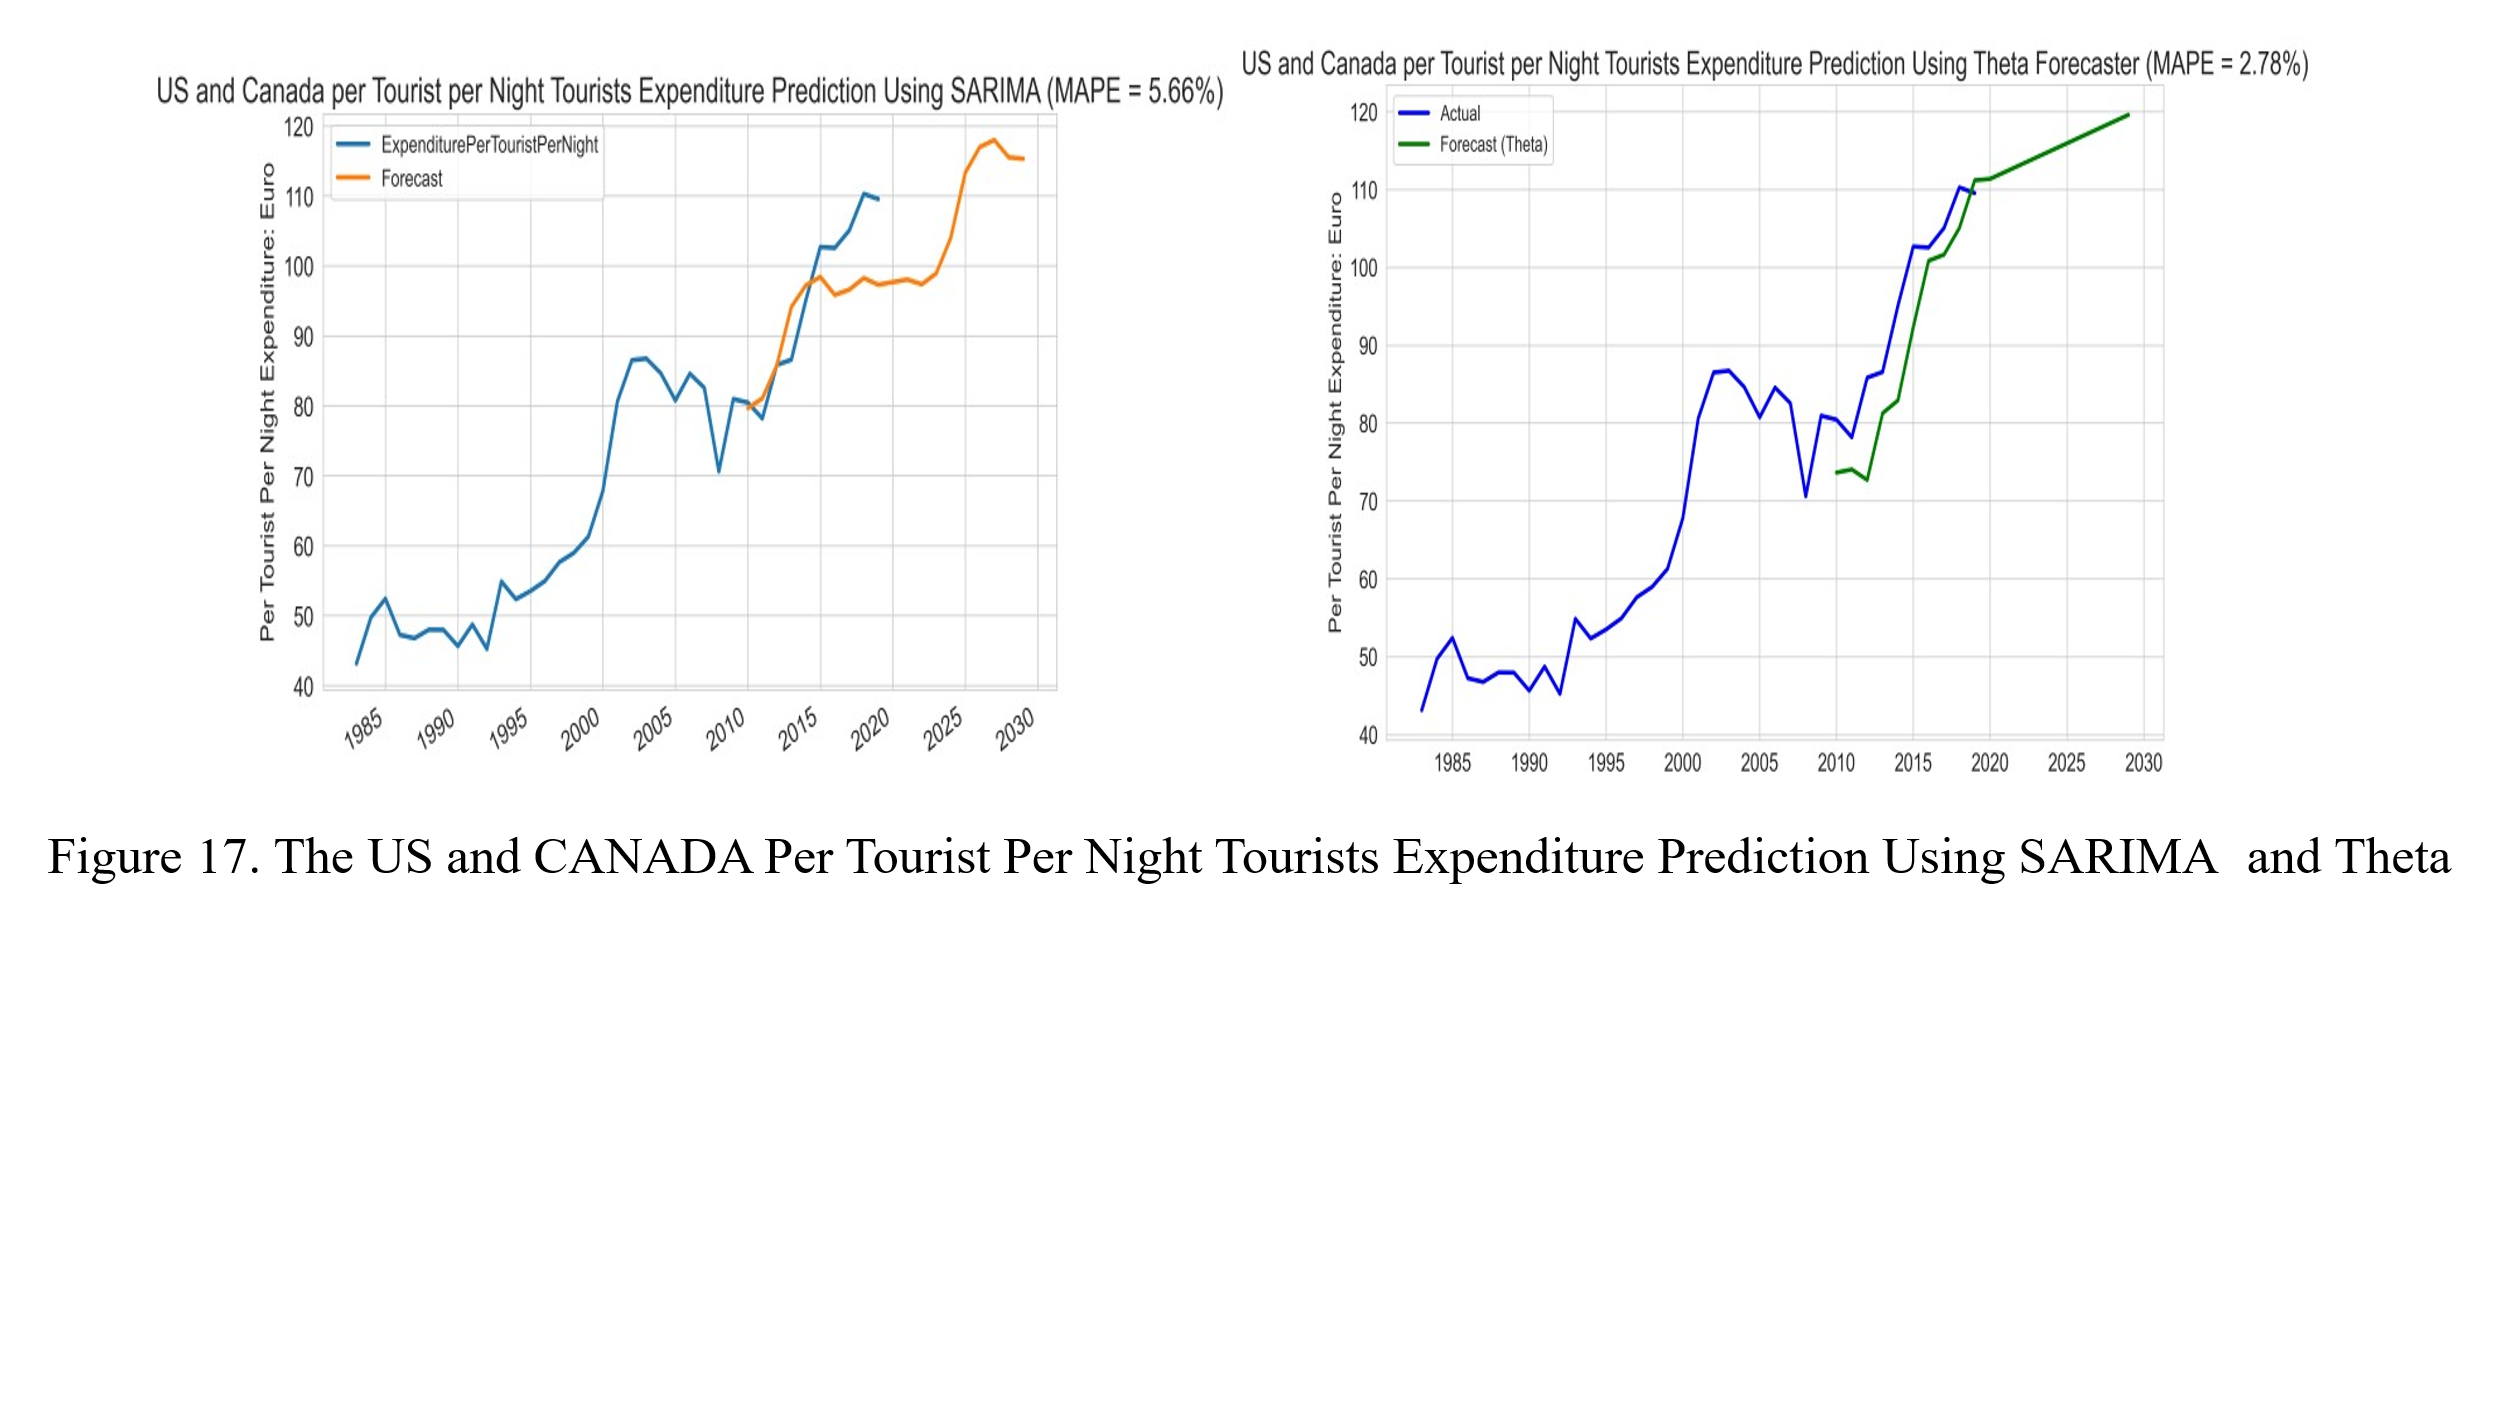 US and Canada per Tourist per Night Tourists Expenditure Prediction Using SARIMA (MAPE = 5.66%)
Per Tourist Per Night Expenditure: Euro
120
110
100
90
80
70
60
50
40
ExpenditurePerTouristPerNight
Forecast
1985 1990 1995 2000 2005 2010 2015 2020 2025 2030
US and Canada per Tourist per Night Tourists Expenditure Prediction Using Theta Forecaster (MAPE = 2.78%)
Per Tourist Per Night Expenditure: Euro
120
110
100
90
80
70
60
50
40
Actual
Forecast (Theta)
1985 1990 1995 2000 2005 2010 2015 2020 2025 2030
Figure 17. The US and CANADA Per Tourist Per Night Tourists Expenditure Prediction Using SARIMA  and Theta